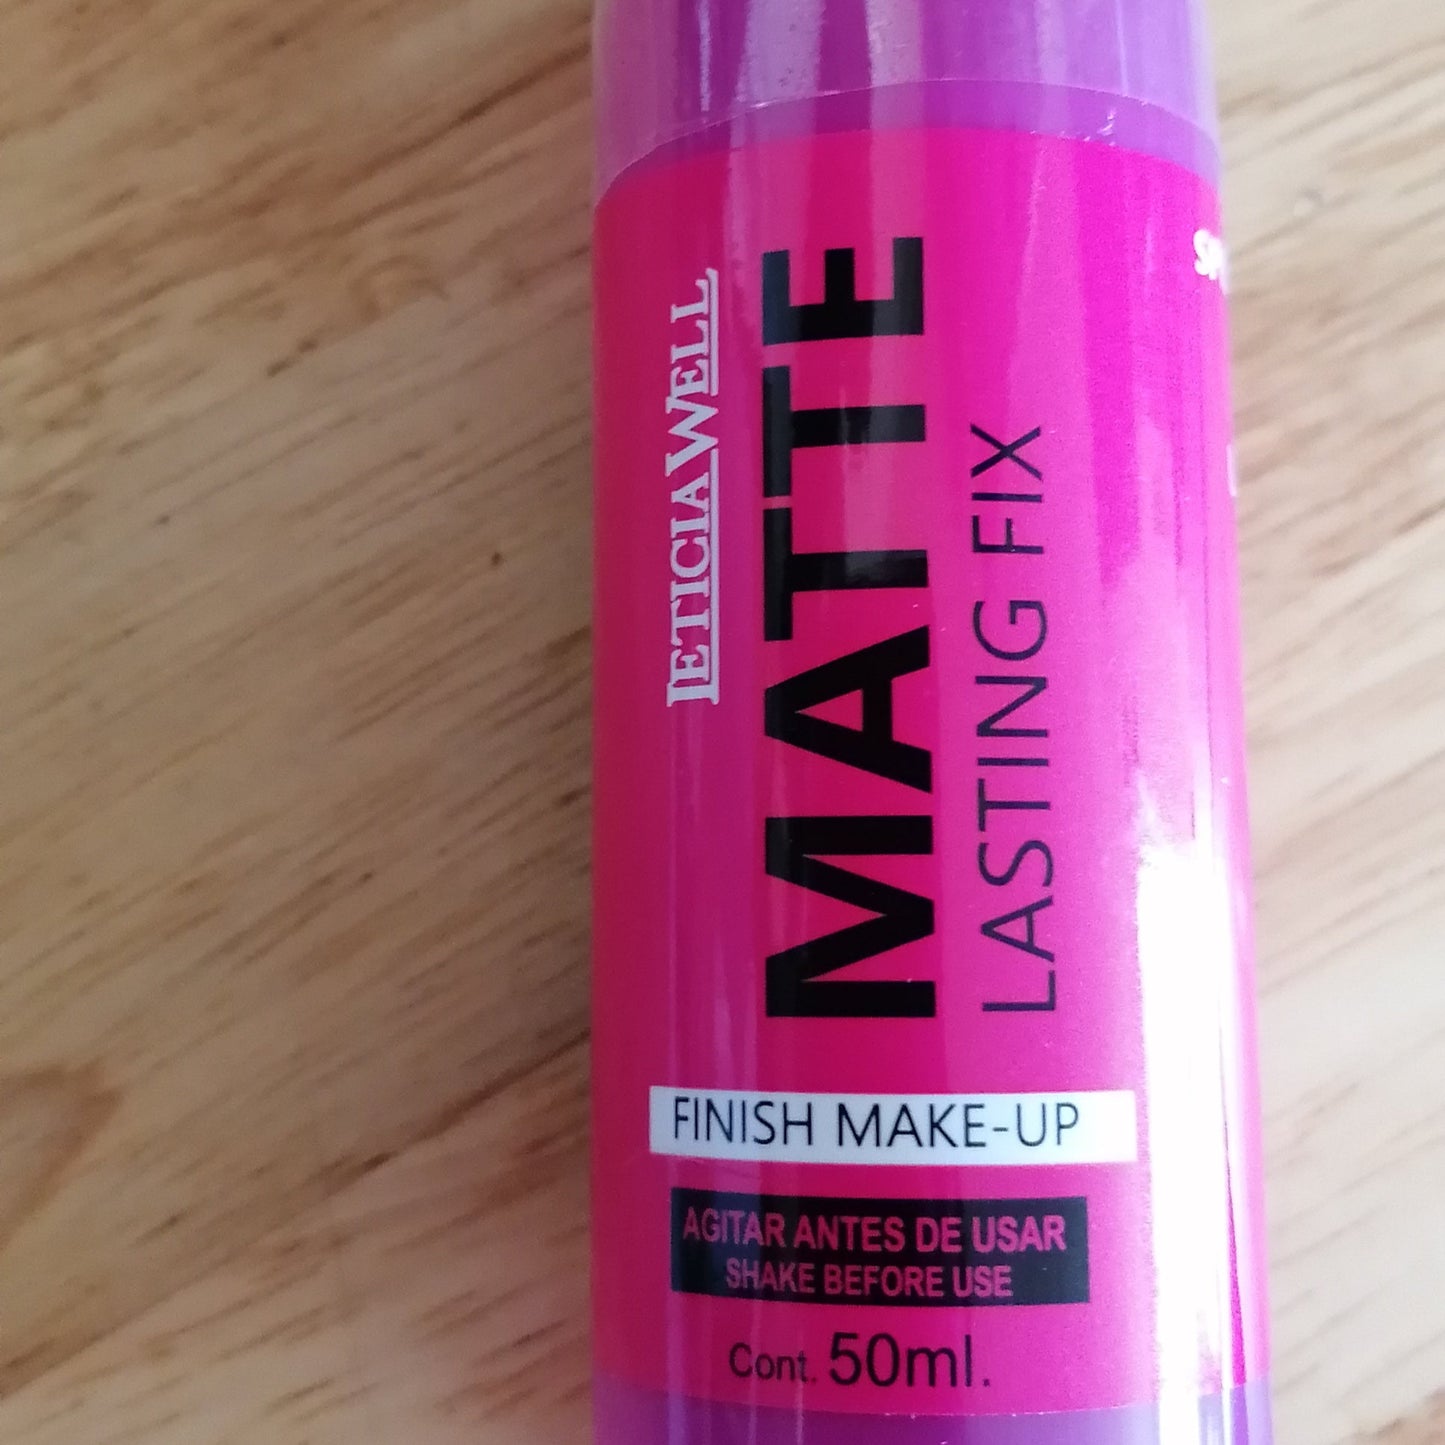 LETICIA WELL
MATTE
LASTING FIX
FINISH MAKE-UP
AGITAR ANTES DE USAR
SHAKE BEFORE USE
Cont. 50ml.